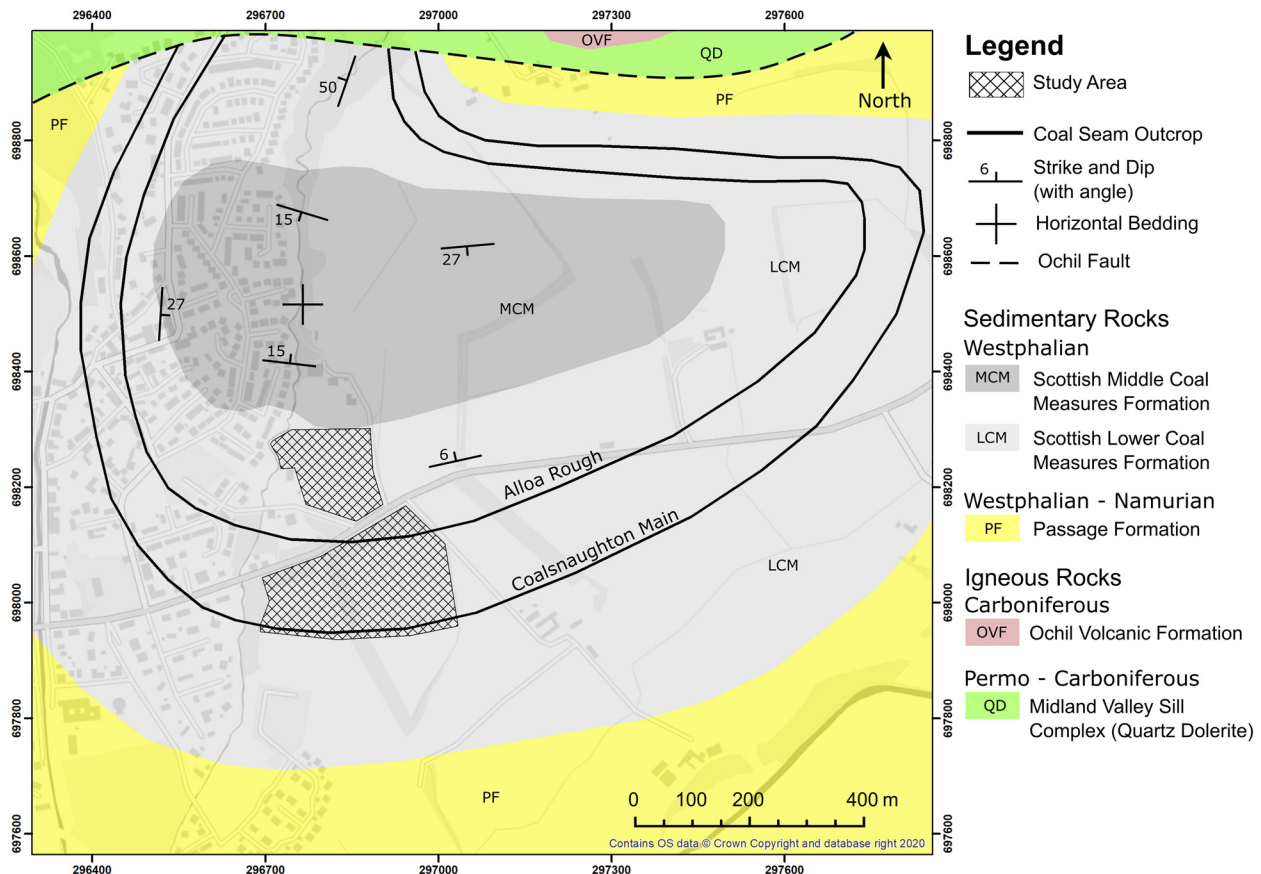 296400 296700 297000 297300 297600
OVF
QD
50
PF
PF
698800 698800
15
27
698600 698600
LCM
27
MCM
15
698400 698400
6
Alloa Rough
698200 698200
Coalsnaughton Main
LCM
698000 698000
697800 697800
PF
0 100 200 400 m
697600 697600
Contains OS data © Crown Copyright and database right 2020
296400 296700 297000 297300 297600
North
Legend
Study Area
Coal Seam Outcrop
6 Strike and Dip
(with angle)
Horizontal Bedding
Ochil Fault
Sedimentary Rocks
Westphalian
MCM Scottish Middle Coal
Measures Formation
LCM Scottish Lower Coal
Measures Formation
Westphalian - Namurian
PF Passage Formation
Igneous Rocks
Carboniferous
OVF Ochil Volcanic Formation
Permo - Carboniferous
QD Midland Valley Sill
Complex (Quartz Dolerite)